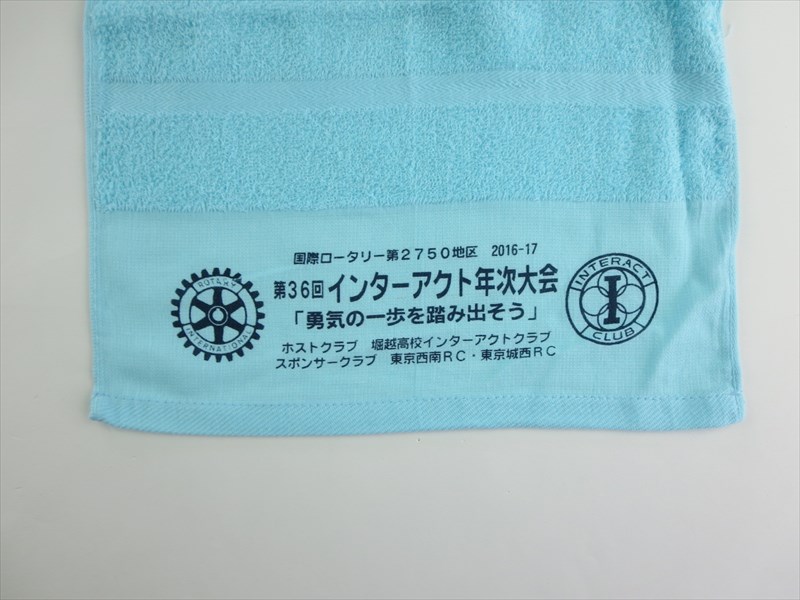 国際ロータリー第2750地区 2016-17
第36回 インターアクト年次大会
「勇気の一歩を踏み出そう」
ホストクラブ 堀越高校インターアクトクラブ
スポンサークラブ 東京西南RC・東京城西RC
ROTARY
INTERNATIONAL
INTERACT
I
CLUB